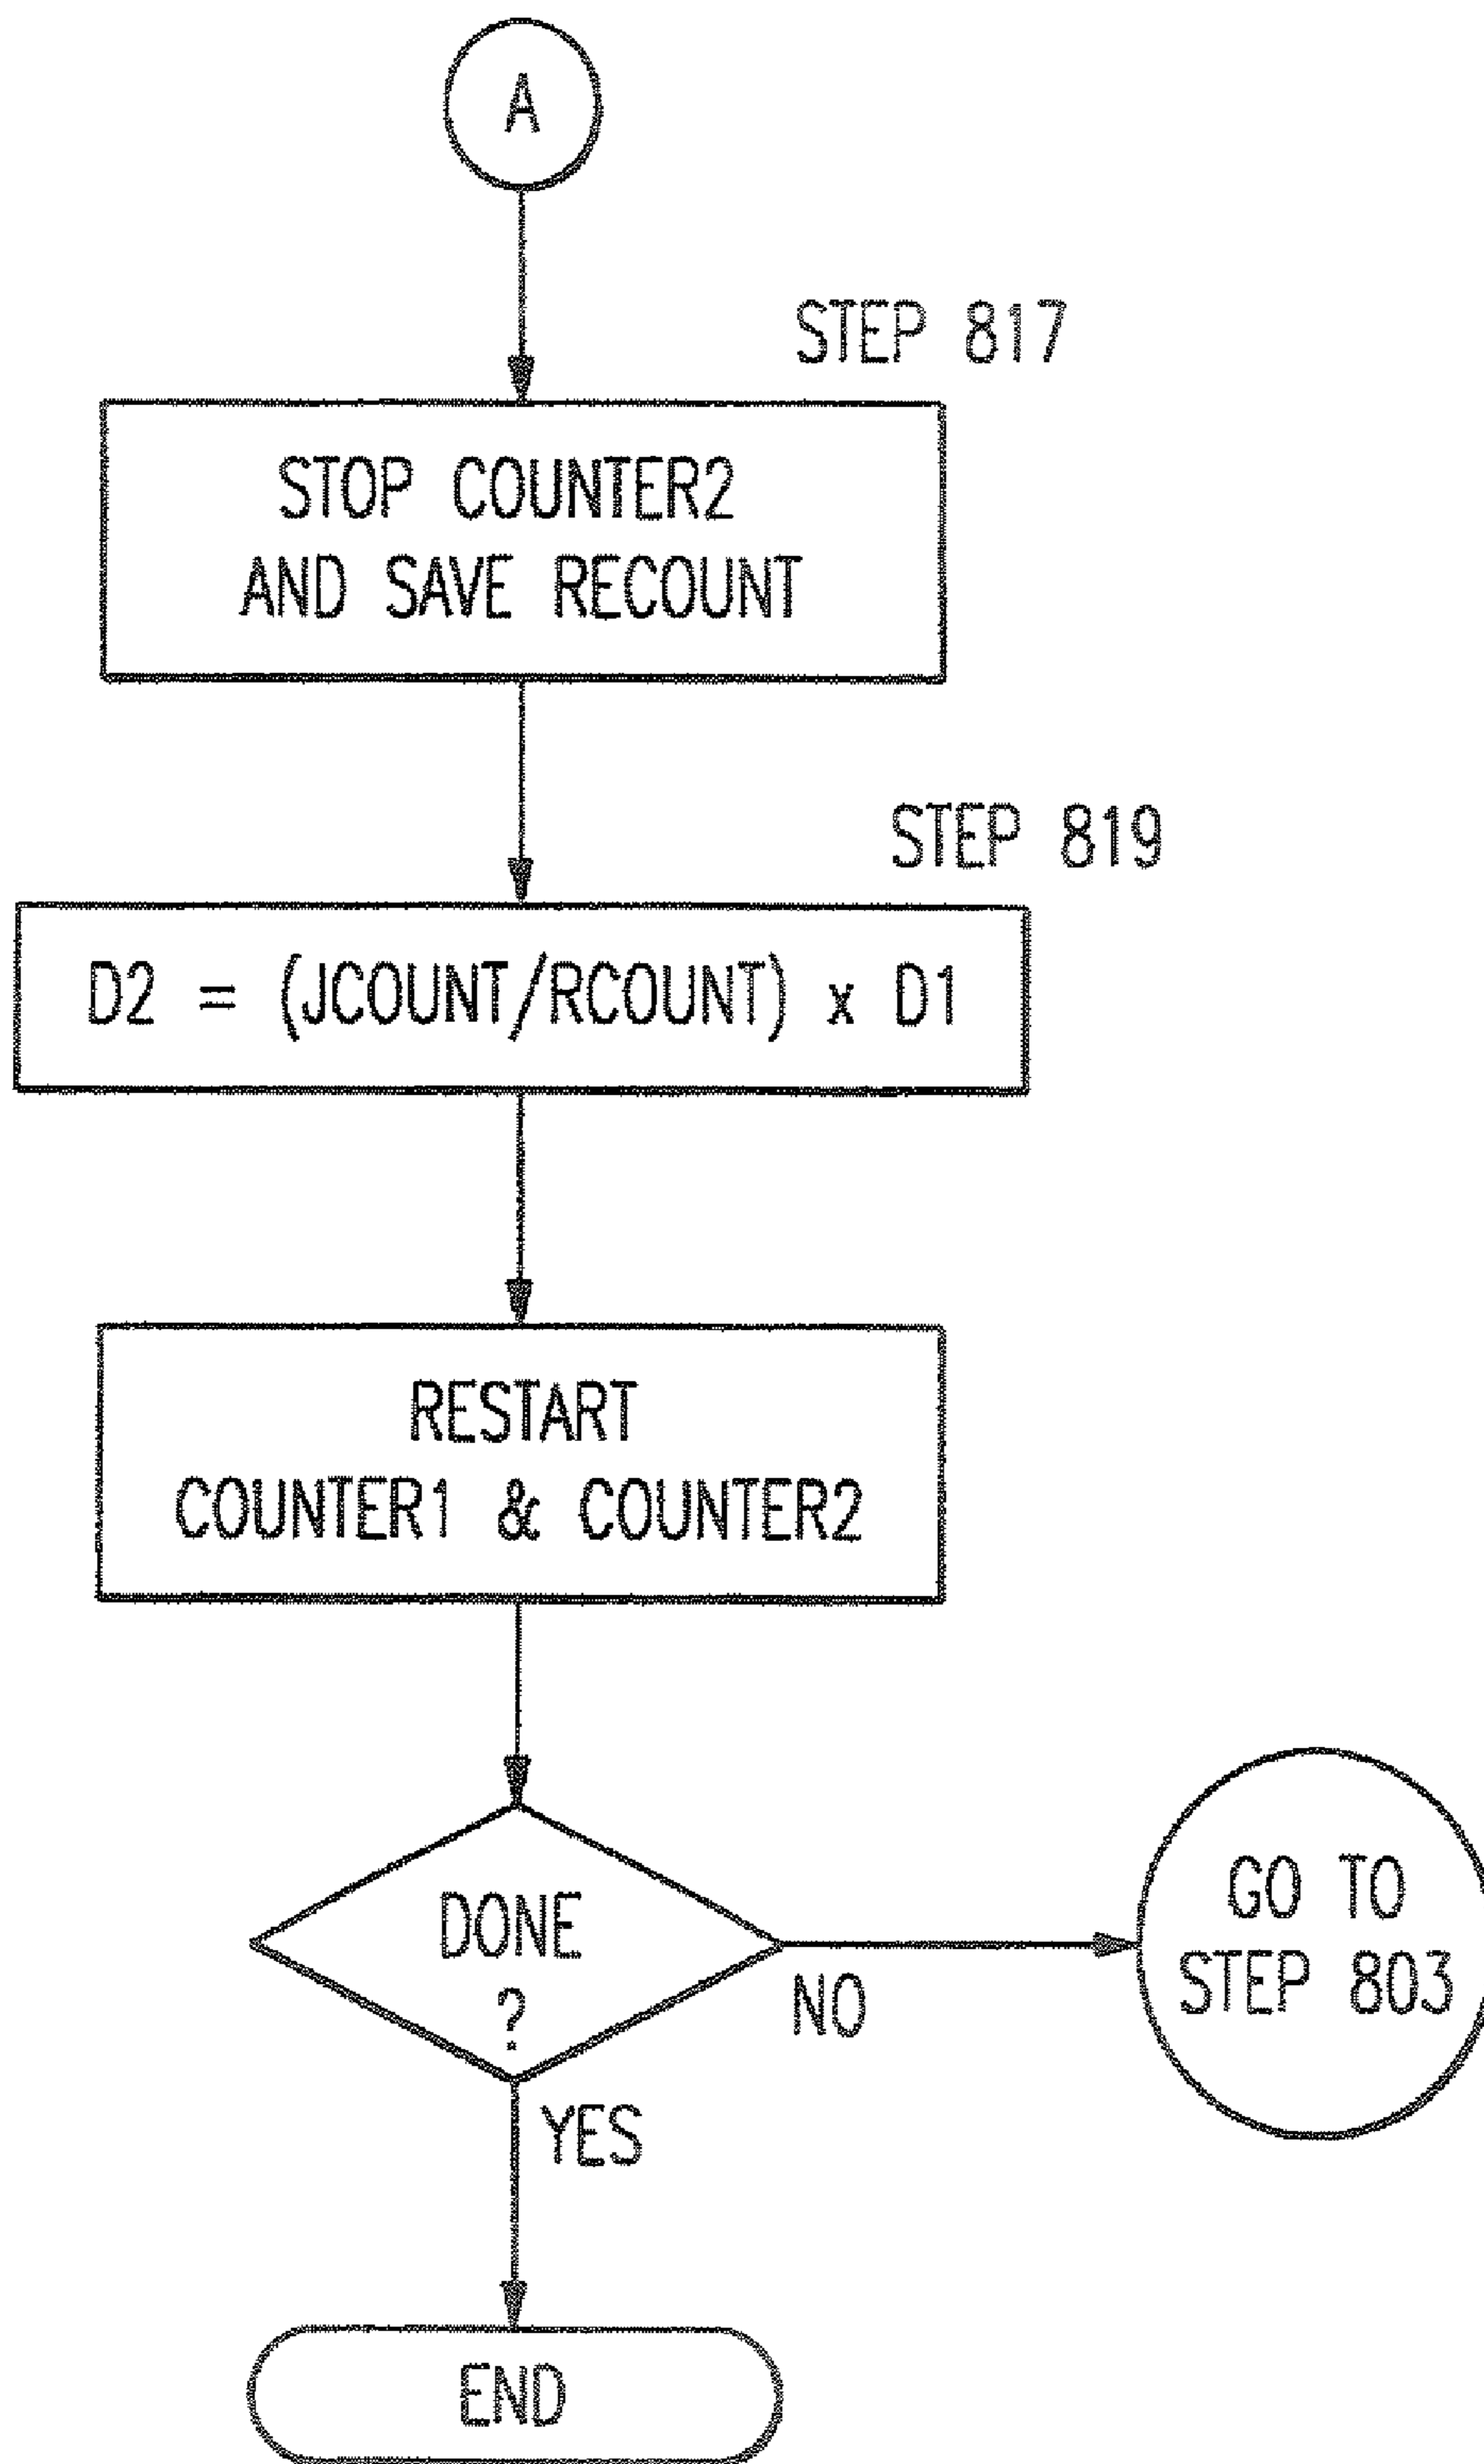 A
STEP 817
STOP COUNTER2
AND SAVE RECOUNT
STEP 819
D2 = (JCOUNT/RCOUNT) x D1
RESTART
COUNTER1 & COUNTER2
DONE
?
NO
GO TO
STEP 803
YES
END